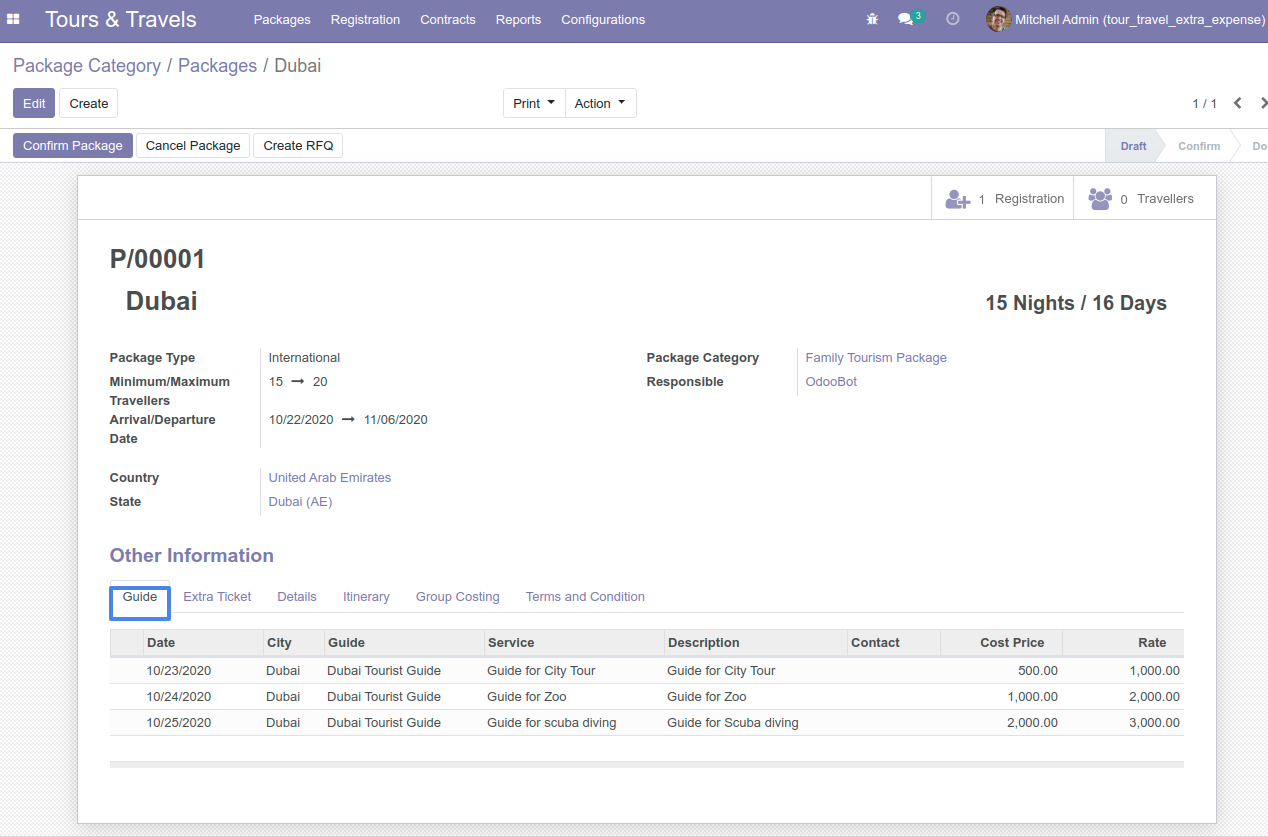 Tours & Travels Packages Registration Contracts Reports Configurations 3 Mitchell Admin (tour_travel_extra_expense)
Package Category / Packages / Dubai
Edit Create Print Action 1 / 1
Confirm Package Cancel Package Create RFQ Draft Confirm Do
1 Registration 0 Travellers
P/00001
Dubai 15 Nights / 16 Days
Package Type International Package Category Family Tourism Package
Minimum/Maximum 15 → 20 Responsible OdooBot
Travellers
Arrival/Departure 10/22/2020 → 11/06/2020
Date
Country United Arab Emirates
State Dubai (AE)
Other Information
Guide Extra Ticket Details Itinerary Group Costing Terms and Condition
Date City Guide Service Description Contact Cost Price Rate
10/23/2020 Dubai Dubai Tourist Guide Guide for City Tour Guide for City Tour 500.00 1,000.00
10/24/2020 Dubai Dubai Tourist Guide Guide for Zoo Guide for Zoo 1,000.00 2,000.00
10/25/2020 Dubai Dubai Tourist Guide Guide for scuba diving Guide for Scuba diving 2,000.00 3,000.00